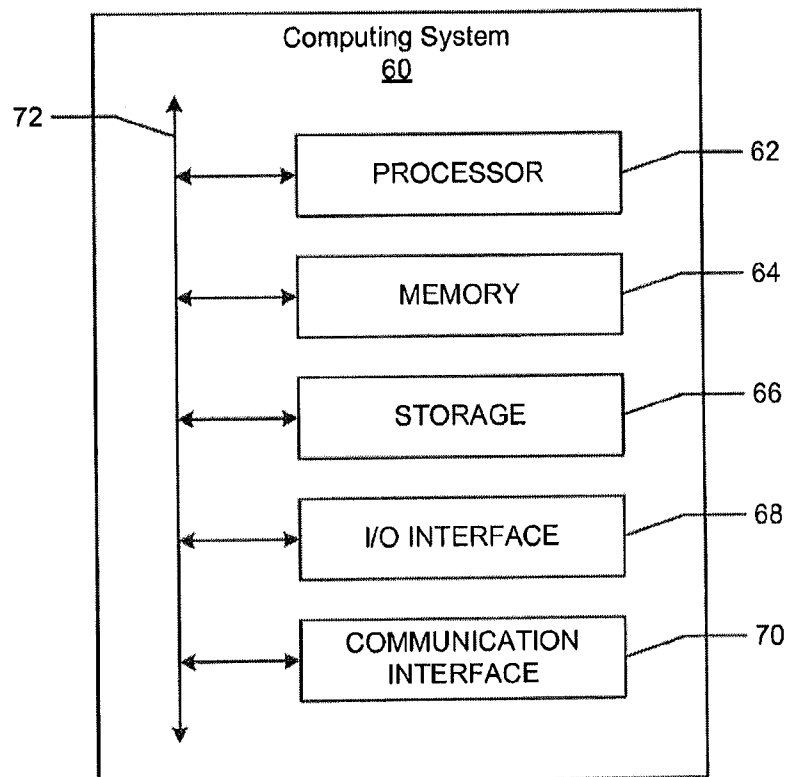 Computing System
60
72
PROCESSOR
62
MEMORY
64
STORAGE
66
I/O INTERFACE
68
COMMUNICATION
INTERFACE
70